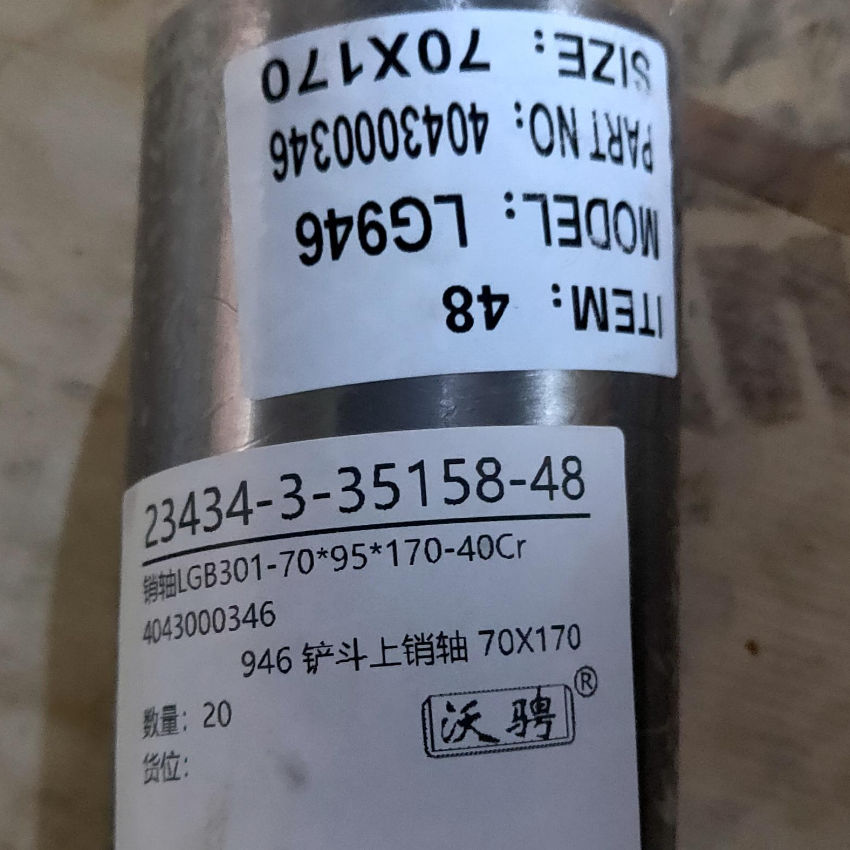 ITEM: 48
MODEL: LG946
PART NO: 4043000346
SIZE: 70X170
23434-3-35158-48
销轴LGB301-70*95*170-40Cr
4043000346
946 铲斗上销轴 70X170
数量: 20
货位:
沃骋®